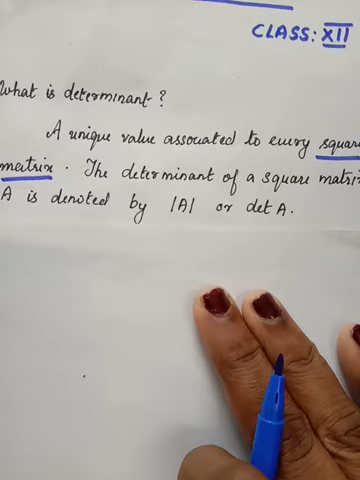 CLASS: XII
What is determinant?
A unique value associated to every square
matrix. The determinant of a square matrix
A is denoted by |A| or det A.